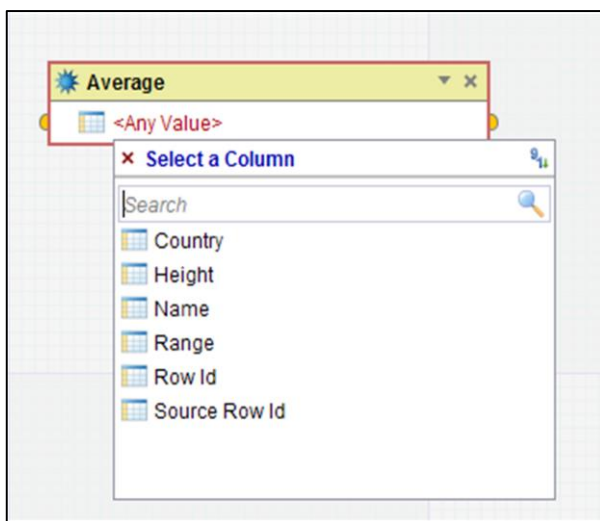 Average
<Any Value>
Select a Column
Search
Country
Height
Name
Range
Row Id
Source Row Id